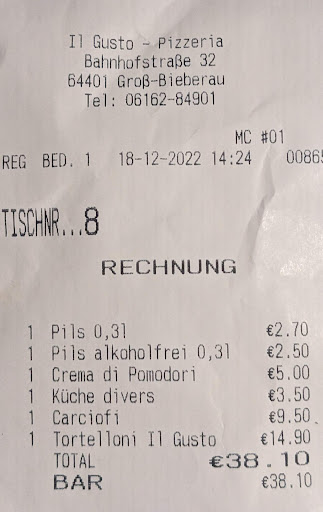 Il Gusto - Pizzeria
Bahnhofstraße 32
64401 Groß-Bieberau
Tel: 06162-84901
MC #01
REG BED. 1 18-12-2022 14:24
TISCHNR...8
RECHNUNG
1 Pils 0,3l €2.70
1 Pils alkoholfrei 0,3l €2.50
1 Crema di Pomodori €5.00
1 Küche divers €3.50
1 Carciofi €9.50
1 Tortelloni Il Gusto €14.90
TOTAL €38.10
BAR €38.10